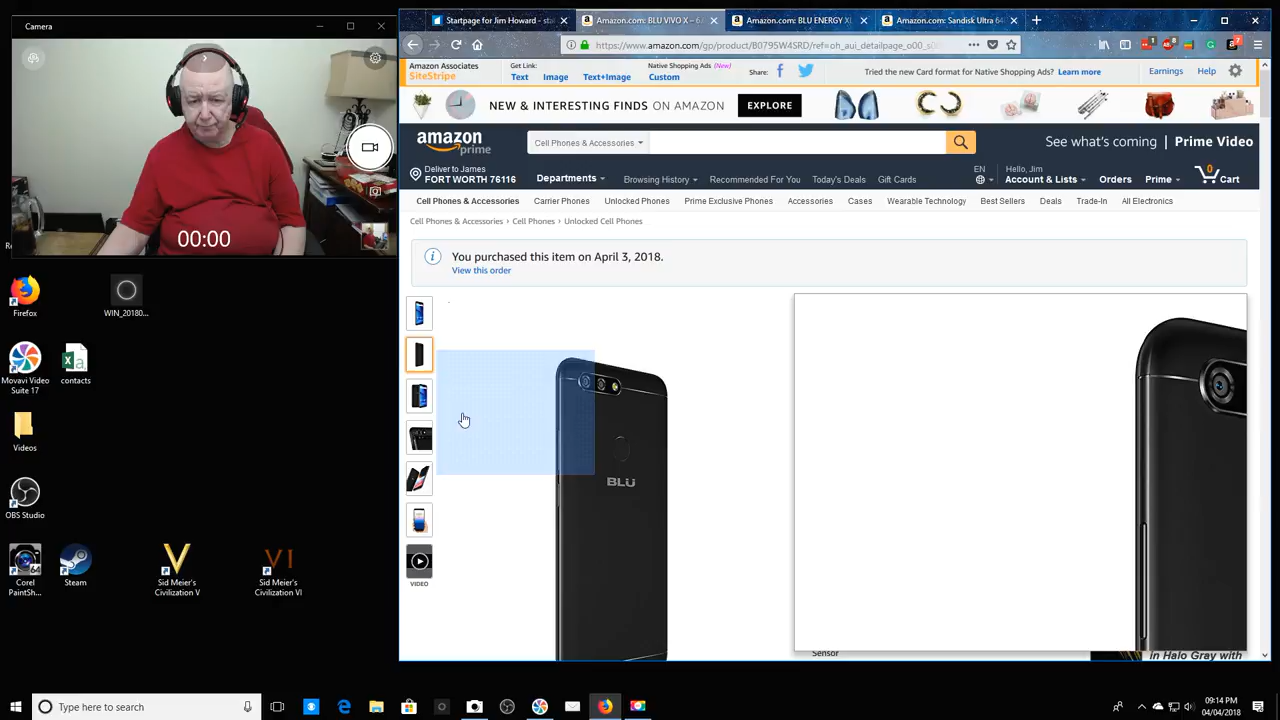 Camera
00:00
Firefox
WIN_20180...
Movavi Video
Suite 17
contacts
Videos
OBS Studio
Corel
PaintSh...
Steam
Sid Meier's
Civilization V
Sid Meier's
Civilization VI
Startpage for Jim Howard - sta
Amazon.com: BLU VIVO X – 6.
Amazon.com: BLU ENERGY X
Amazon.com: Sandisk Ultra 64
https://www.amazon.com/gp/product/B0795W4SRD/ref=oh_aui_detailpage_o00_s0
Amazon Associates
SiteStripe
Get Link:
Text
Image
Text+Image
Native Shopping Ads (New)
Custom
Share:
Tried the new Card format for Native Shopping Ads? Learn more
Earnings
Help
NEW & INTERESTING FINDS ON AMAZON
EXPLORE
amazon
prime
Cell Phones & Accessories
See what's coming | Prime Video
Deliver to James
FORT WORTH 76116
Departments
Browsing History
Recommended For You
Today's Deals
Gift Cards
EN
Hello, Jim
Account & Lists
Orders
Prime
0
Cart
Cell Phones & Accessories
Carrier Phones
Unlocked Phones
Prime Exclusive Phones
Accessories
Cases
Wearable Technology
Best Sellers
Deals
Trade-In
All Electronics
Cell Phones & Accessories › Cell Phones › Unlocked Cell Phones
You purchased this item on April 3, 2018.
View this order
BLU
VIDEO
Sensor
in Halo Gray with
Type here to search
09:14 PM
04/04/2018